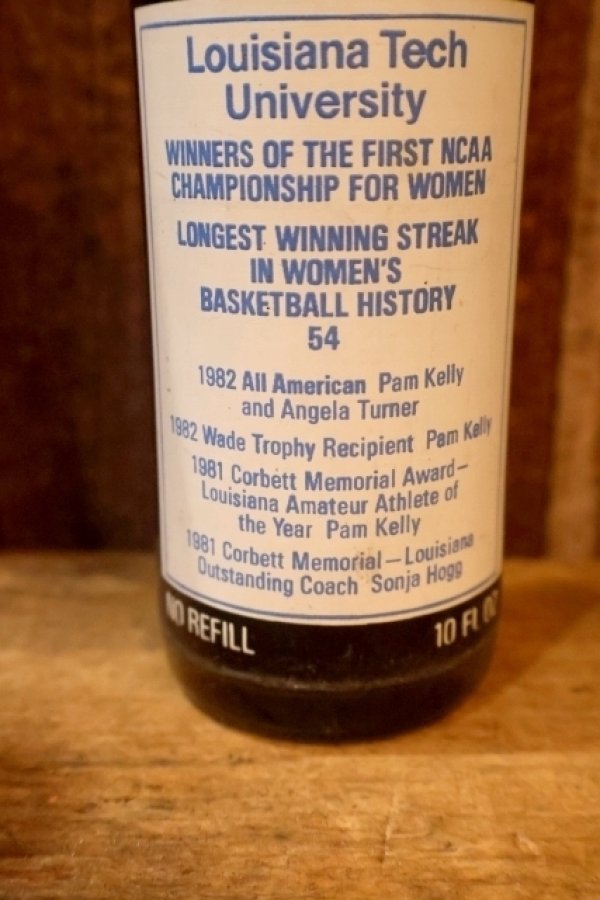 Louisiana Tech
University
WINNERS OF THE FIRST NCAA
CHAMPIONSHIP FOR WOMEN
LONGEST WINNING STREAK
IN WOMEN'S
BASKETBALL HISTORY
54
1982 All American Pam Kelly
and Angela Turner
1982 Wade Trophy Recipient Pam Kelly
1981 Corbett Memorial Award—
Louisiana Amateur Athlete of
the Year Pam Kelly
1981 Corbett Memorial—Louisiana
Outstanding Coach Sonja Hogg
NO REFILL 10 FL OZ